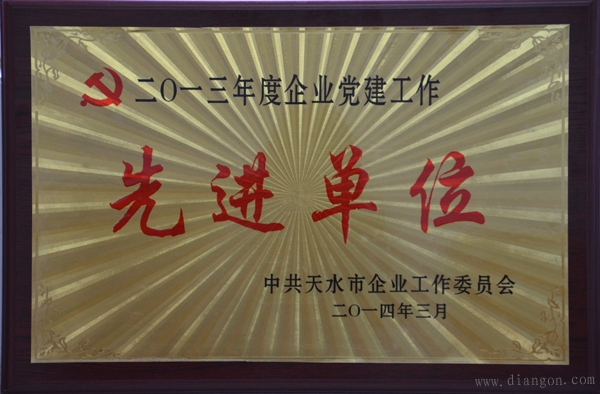 二〇一三年度企业党建工作
先进单位
中共天水市企业工作委员会
二〇一四年三月
www.diangon.com